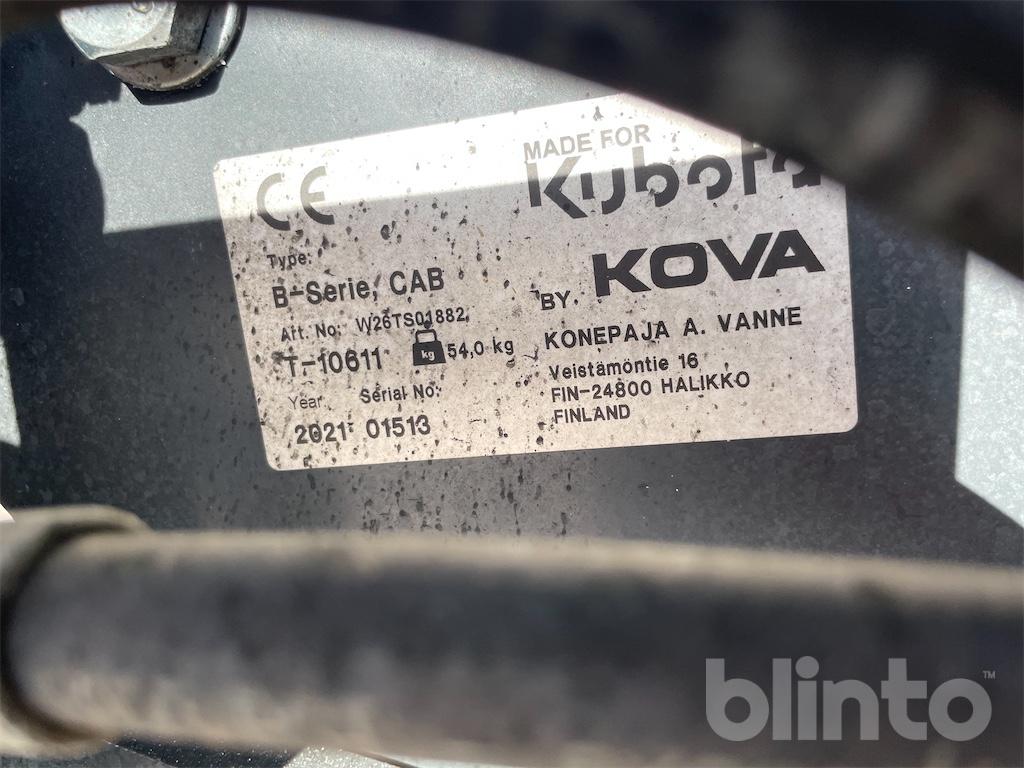 CE
MADE FOR
Kubota
Type:
B-Serie, CAB
BY. KOVA
Art. No: W26TS01882
T-10611 kg 54,0 kg
KONEPAJA A. VANNE
Veistämöntie 16
FIN-24800 HALIKKO
FINLAND
Year Serial No:
2021 01513
blinto™